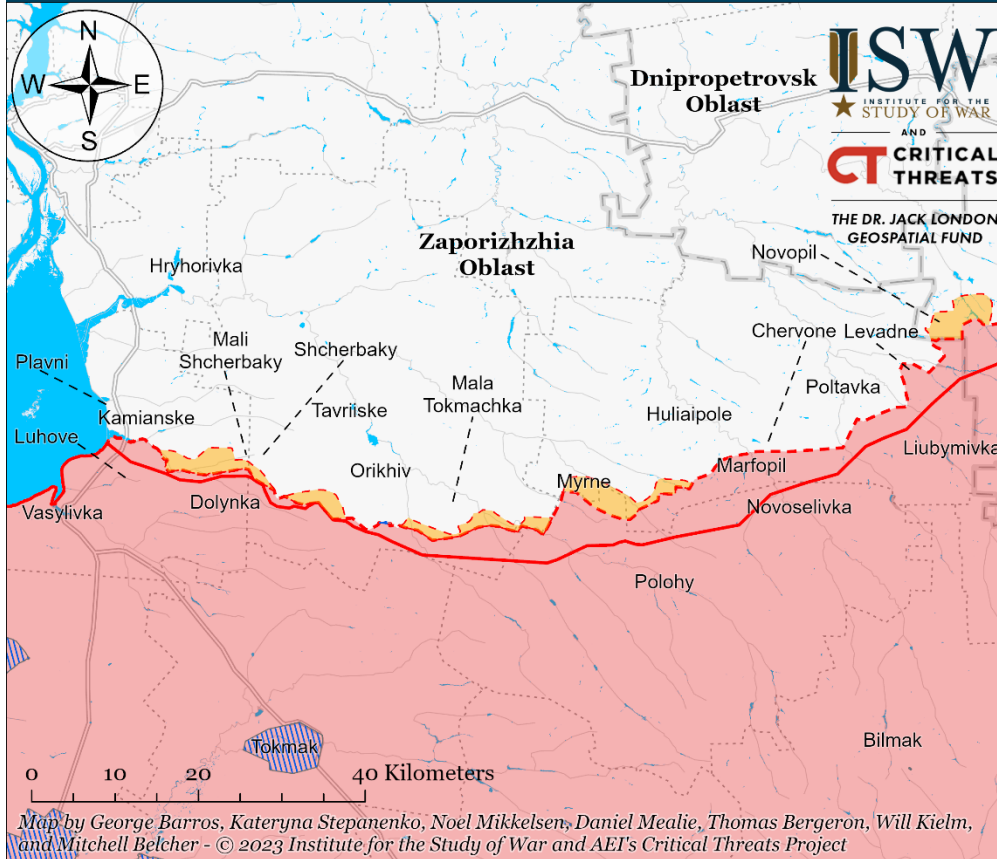 N
W
E
S
ISW
INSTITUTE FOR THE
STUDY OF WAR
AND
CT CRITICAL
THREATS
THE DR. JACK LONDON
GEOSPATIAL FUND
Dnipropetrovsk
Oblast
Zaporizhzhia
Oblast
Novopil
Hryhorivka
Mali
Shcherbaky
Shcherbaky
Chervone
Levadne
Plavni
Mala
Tokmachka
Poltavka
Kamianske
Tavriiske
Huliaipole
Luhove
Liubymivka
Orikhiv
Marfopil
Myrne
Vasylivka
Dolynka
Novoselivka
Polohy
Tokmak
Bilmak
0 10 20 40 Kilometers
Map by George Barros, Kateryna Stepanenko, Noel Mikkelsen, Daniel Mealie, Thomas Bergeron, Will Kielm,
and Mitchell Belcher - © 2023 Institute for the Study of War and AEI's Critical Threats Project